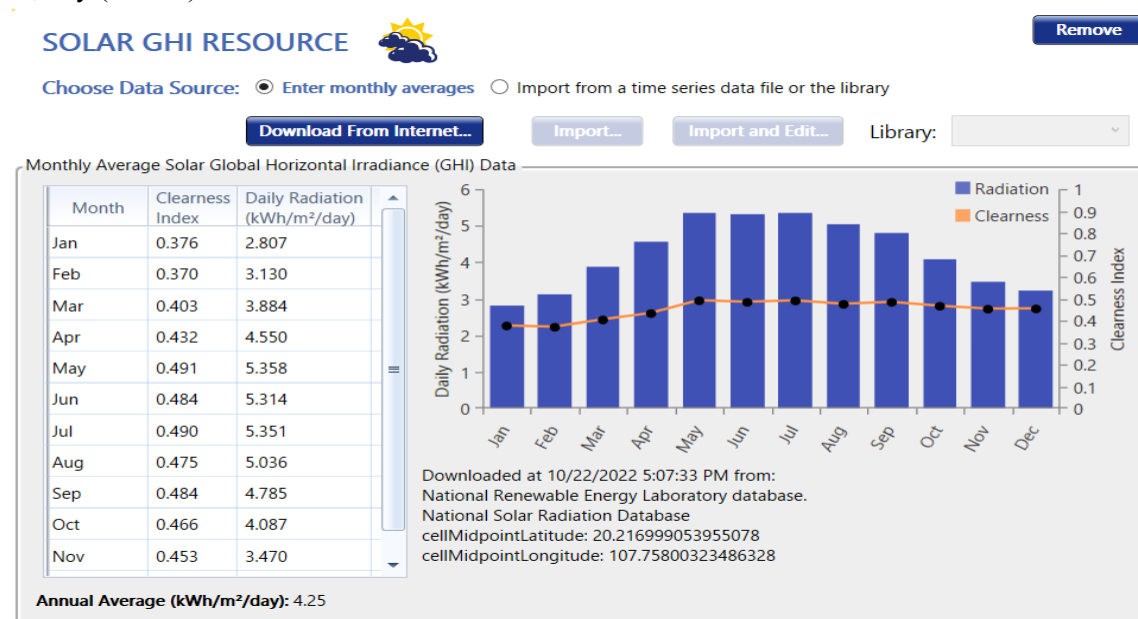 SOLAR GHI RESOURCE
Remove
Choose Data Source: Enter monthly averages Import from a time series data file or the library
Download From Internet... Import... Import and Edit... Library:
Monthly Average Solar Global Horizontal Irradiance (GHI) Data
Month Clearness Index Daily Radiation (kWh/m²/day)
Jan 0.376 2.807
Feb 0.370 3.130
Mar 0.403 3.884
Apr 0.432 4.550
May 0.491 5.358
Jun 0.484 5.314
Jul 0.490 5.351
Aug 0.475 5.036
Sep 0.484 4.785
Oct 0.466 4.087
Nov 0.453 3.470
Daily Radiation (kWh/m²/day)
6
5
4
3
2
1
0
Radiation
Clearness
1
0.9
0.8
0.7
0.6
0.5
0.4
0.3
0.2
0.1
0
Clearness Index
Jan Feb Mar Apr May Jun Jul Aug Sep Oct Nov Dec
Downloaded at 10/22/2022 5:07:33 PM from:
National Renewable Energy Laboratory database.
National Solar Radiation Database
cellMidpointLatitude: 20.216999053955078
cellMidpointLongitude: 107.75800323486328
Annual Average (kWh/m²/day): 4.25